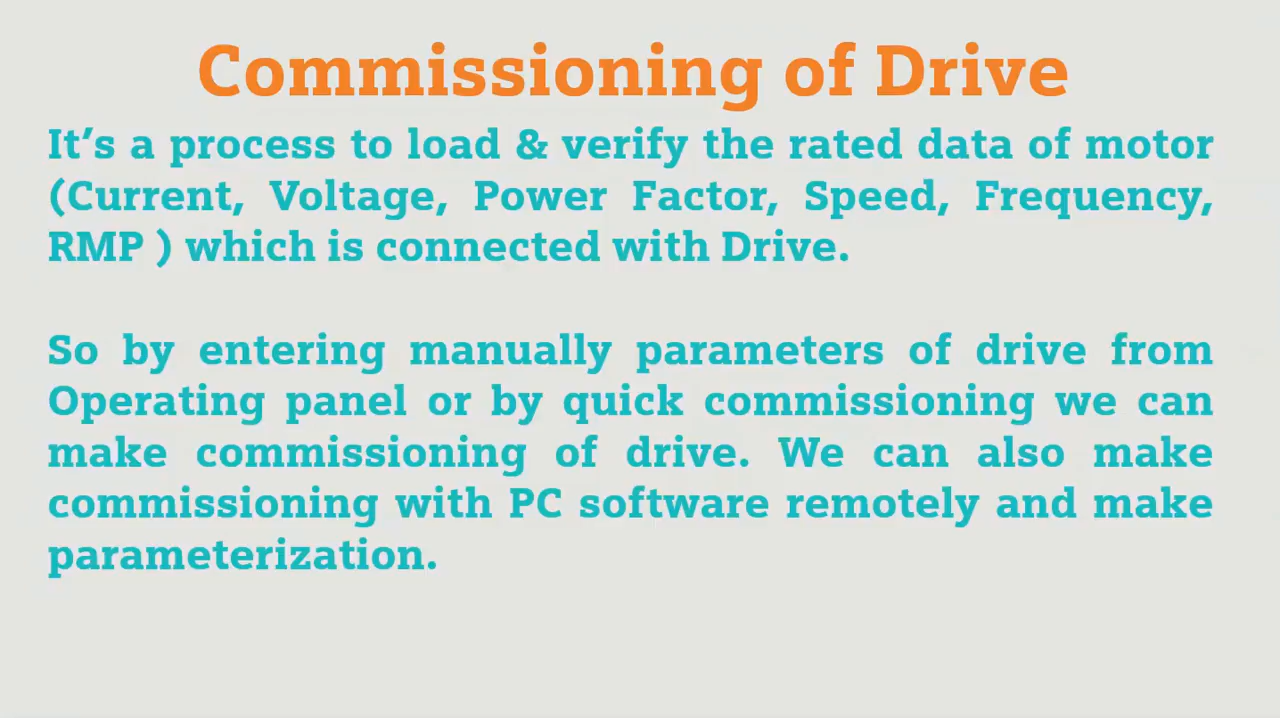 Commissioning of Drive
It’s a process to load & verify the rated data of motor
(Current, Voltage, Power Factor, Speed, Frequency,
RMP ) which is connected with Drive.
So by entering manually parameters of drive from
Operating panel or by quick commissioning we can
make commissioning of drive. We can also make
commissioning with PC software remotely and make
parameterization.